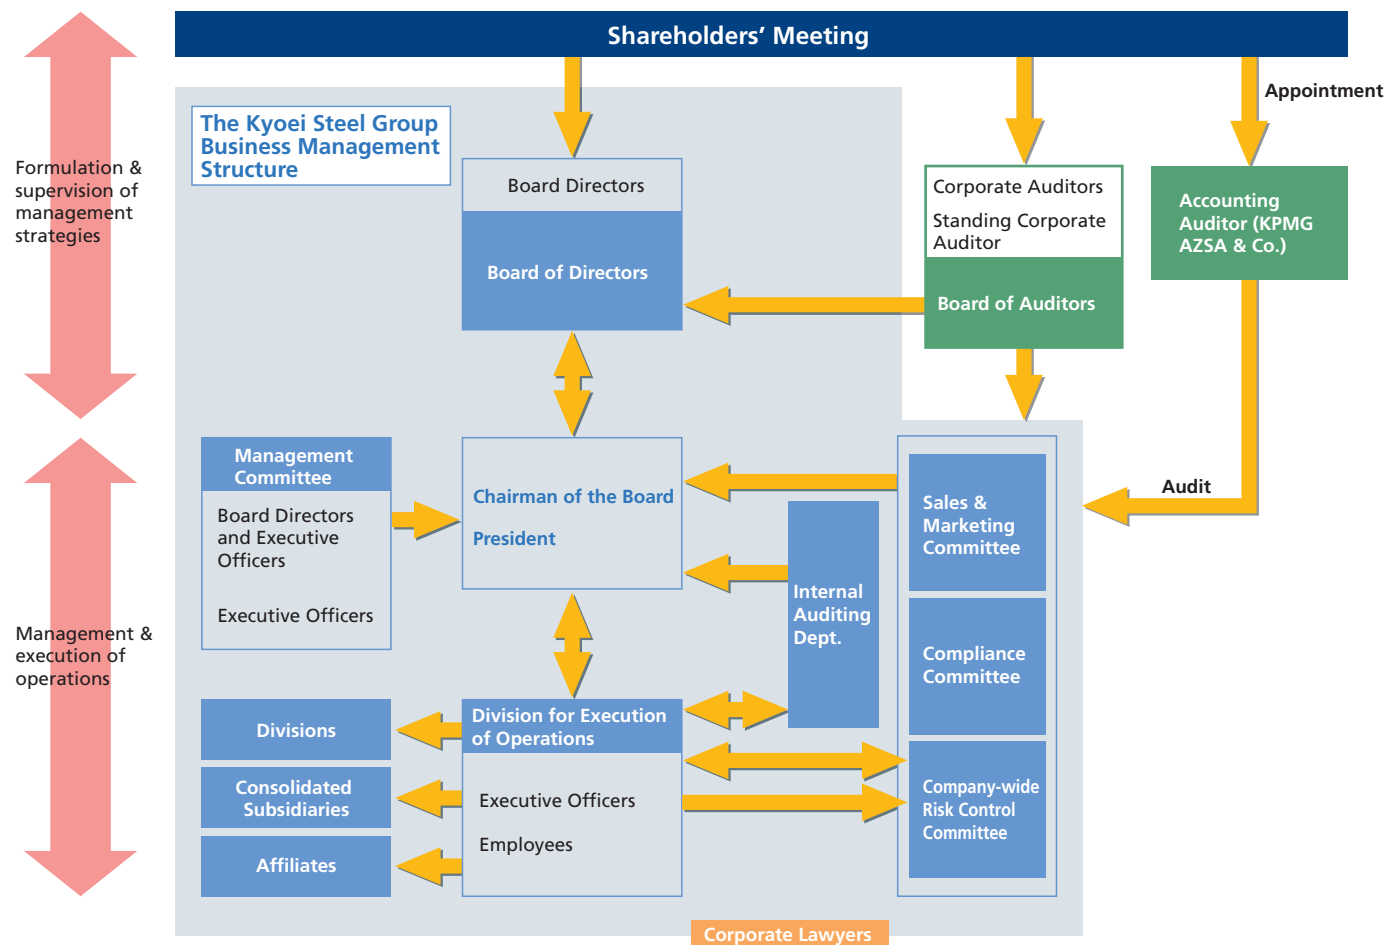 Shareholders’ Meeting
Appointment
The Kyoei Steel Group
Business Management
Structure
Formulation &
supervision of
management
strategies
Board Directors
Board of Directors
Corporate Auditors
Standing Corporate
Auditor
Board of Auditors
Accounting
Auditor (KPMG
AZSA & Co.)
Management
Committee
Board Directors
and Executive
Officers
Executive Officers
Chairman of the Board
President
Sales &
Marketing
Committee
Audit
Internal
Auditing
Dept.
Compliance
Committee
Management &
execution of
operations
Divisions
Consolidated
Subsidiaries
Affiliates
Division for Execution
of Operations
Executive Officers
Employees
Company-wide
Risk Control
Committee
Corporate Lawyers